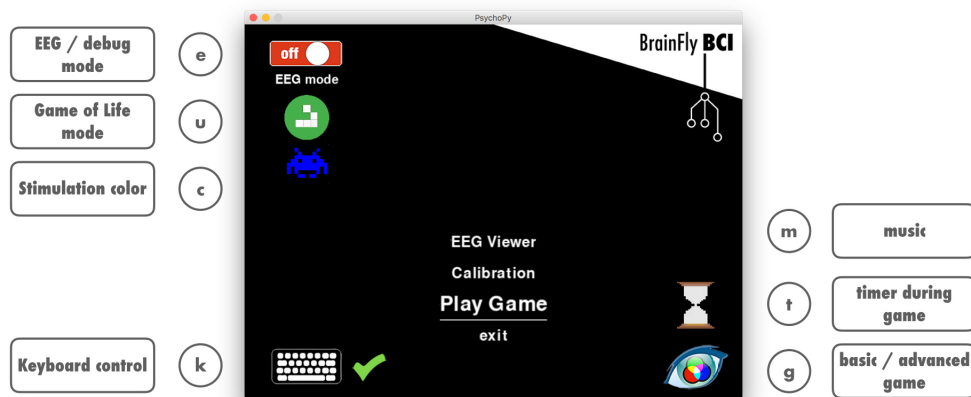 PsychoPy
EEG / debug
mode
e
off
EEG mode
BrainFly BCI
Game of Life
mode
u
Stimulation color
c
EEG Viewer
Calibration
Play Game
exit
m
music
t
timer during
game
Keyboard control
k
g
basic / advanced
game